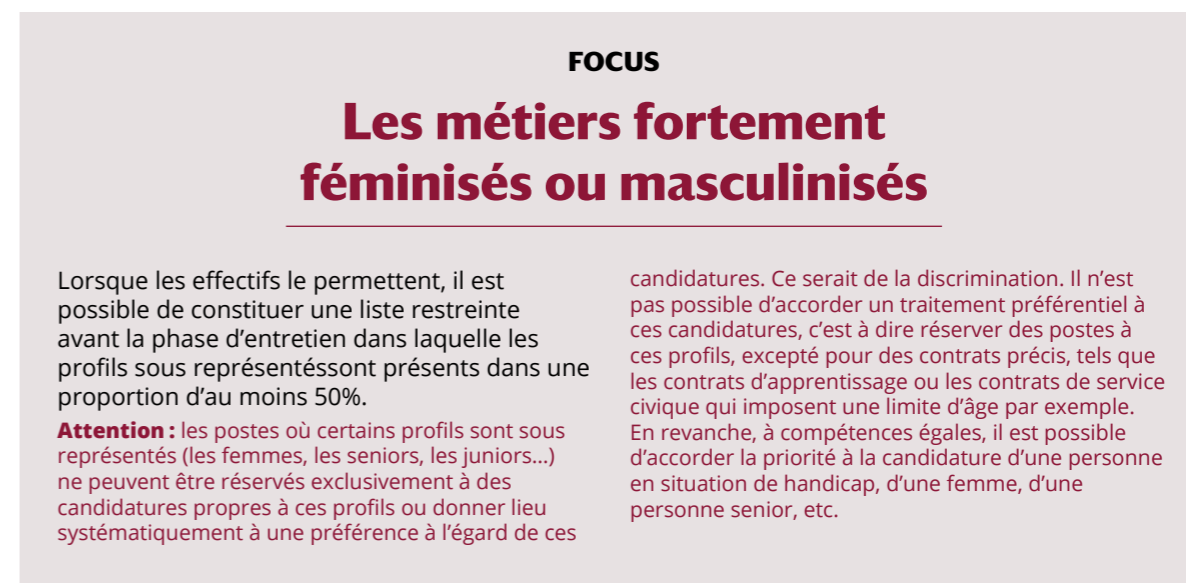 FOCUS
Les métiers fortement
féminisés ou masculinisés
Lorsque les effectifs le permettent, il est
possible de constituer une liste restreinte
avant la phase d’entretien dans laquelle les
profils sous représentéssont présents dans une
proportion d’au moins 50%.
Attention : les postes où certains profils sont sous
représentés (les femmes, les seniors, les juniors...)
ne peuvent être réservés exclusivement à des
candidatures propres à ces profils ou donner lieu
systématiquement à une préférence à l’égard de ces
candidatures. Ce serait de la discrimination. Il n’est
pas possible d’accorder un traitement préférentiel à
ces candidatures, c’est à dire réserver des postes à
ces profils, excepté pour des contrats précis, tels que
les contrats d’apprentissage ou les contrats de service
civique qui imposent une limite d’âge par exemple.
En revanche, à compétences égales, il est possible
d’accorder la priorité à la candidature d’une personne
en situation de handicap, d’une femme, d’une
personne senior, etc.